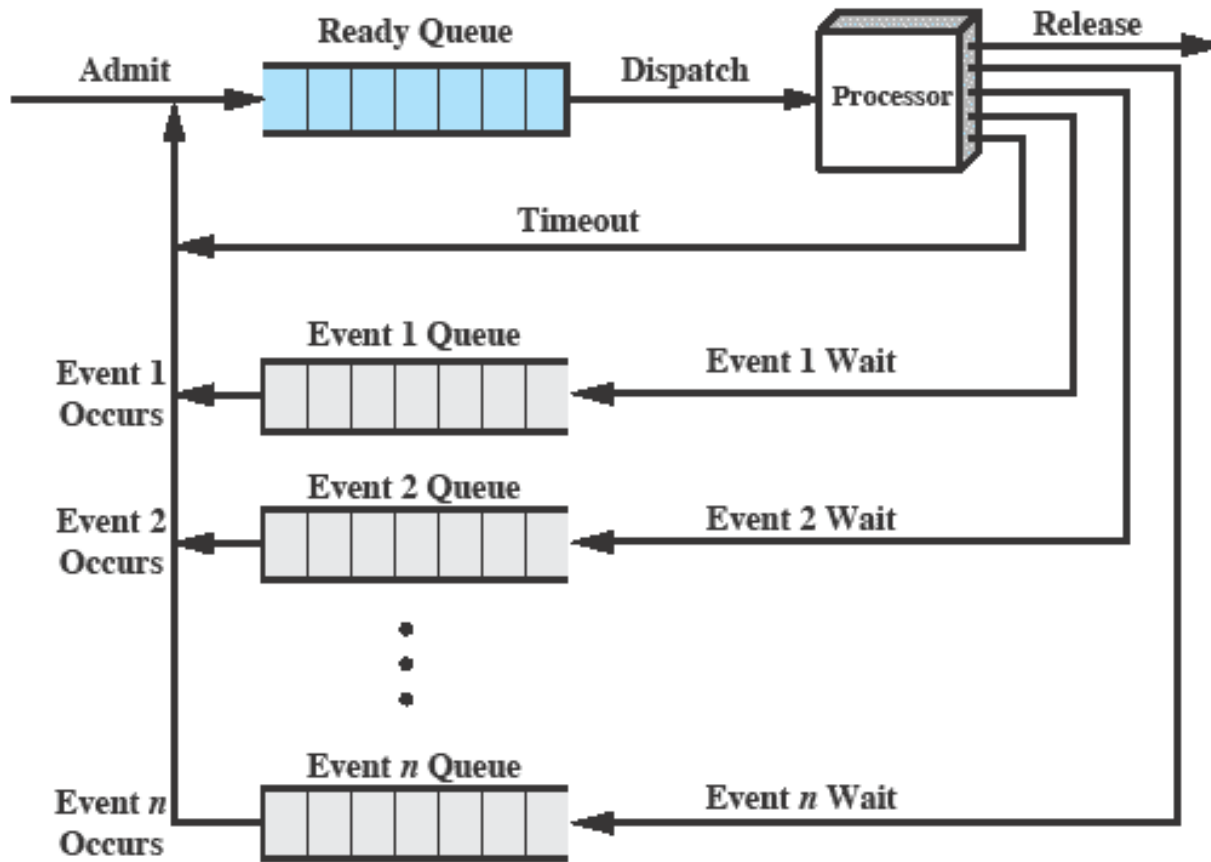 Release
Ready Queue
Admit
Dispatch
Processor
Timeout
Event 1 Queue
Event 1
Occurs
Event 1 Wait
Event 2 Queue
Event 2
Occurs
Event 2 Wait
Event n Queue
Event n
Occurs
Event n Wait